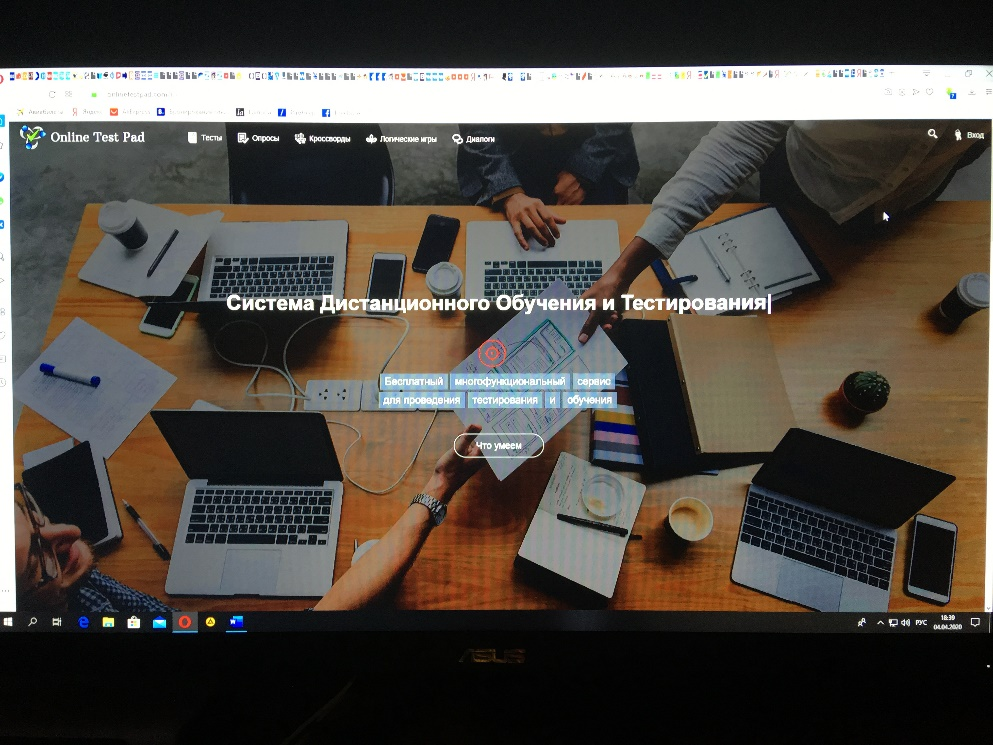 Online Test Pad
Тесты
Опросы
Кроссворды
Логические игры
Диалоги
Вход
Система Дистанционного Обучения и Тестирования
Бесплатный многофункциональный сервис
для проведения тестирования и обучения
Что умеем
РУС
18:39
04.04.2020
ASUS